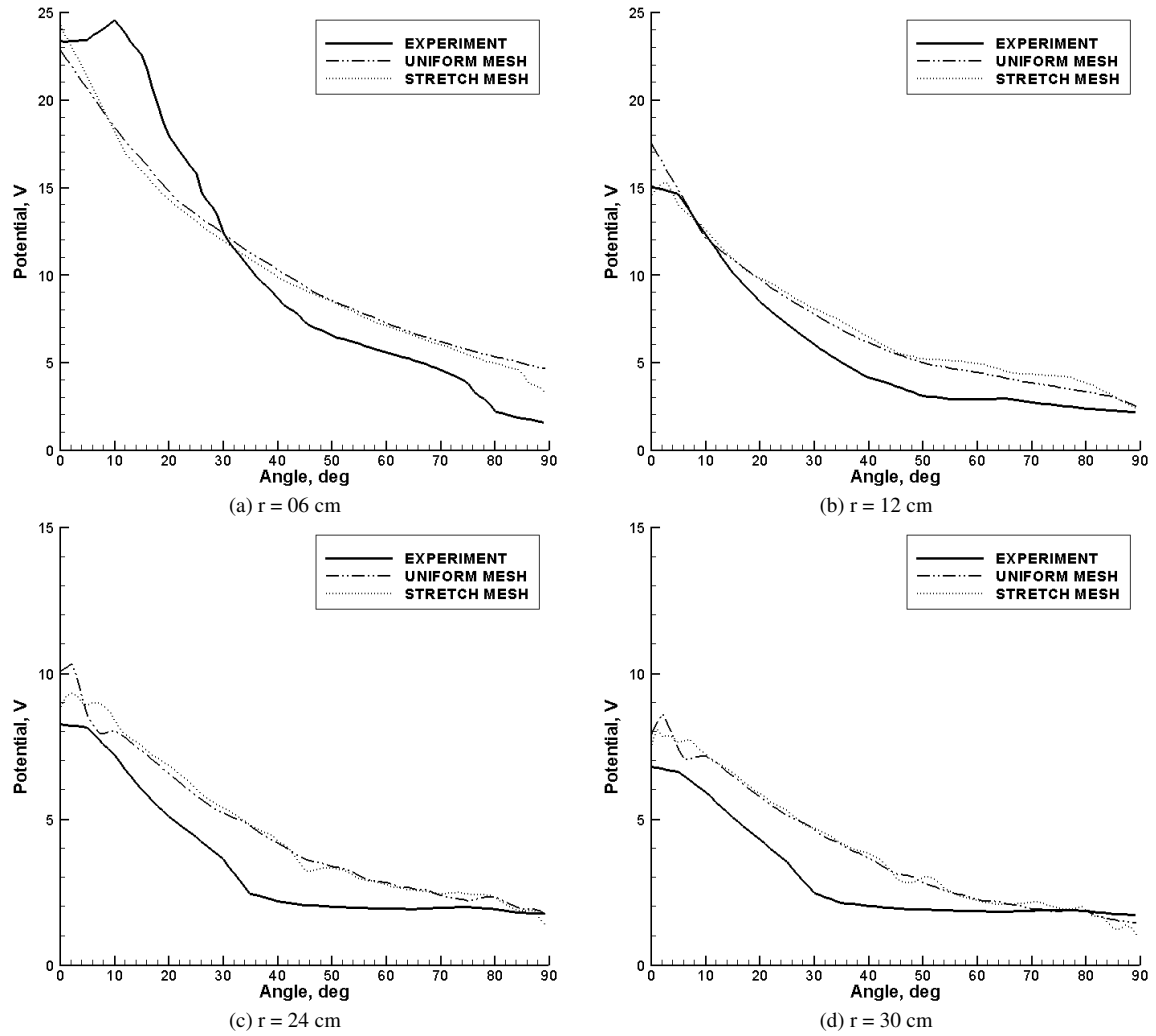 25
20
15
10
5
0
Potential, V
EXPERIMENT
UNIFORM MESH
STRETCH MESH
0 10 20 30 40 50 60 70 80 90
Angle, deg
(a) r = 06 cm
25
20
15
10
5
0
Potential, V
EXPERIMENT
UNIFORM MESH
STRETCH MESH
0 10 20 30 40 50 60 70 80 90
Angle, deg
(b) r = 12 cm
15
10
5
0
Potential, V
EXPERIMENT
UNIFORM MESH
STRETCH MESH
0 10 20 30 40 50 60 70 80 90
Angle, deg
(c) r = 24 cm
15
10
5
0
Potential, V
EXPERIMENT
UNIFORM MESH
STRETCH MESH
0 10 20 30 40 50 60 70 80 90
Angle, deg
(d) r = 30 cm